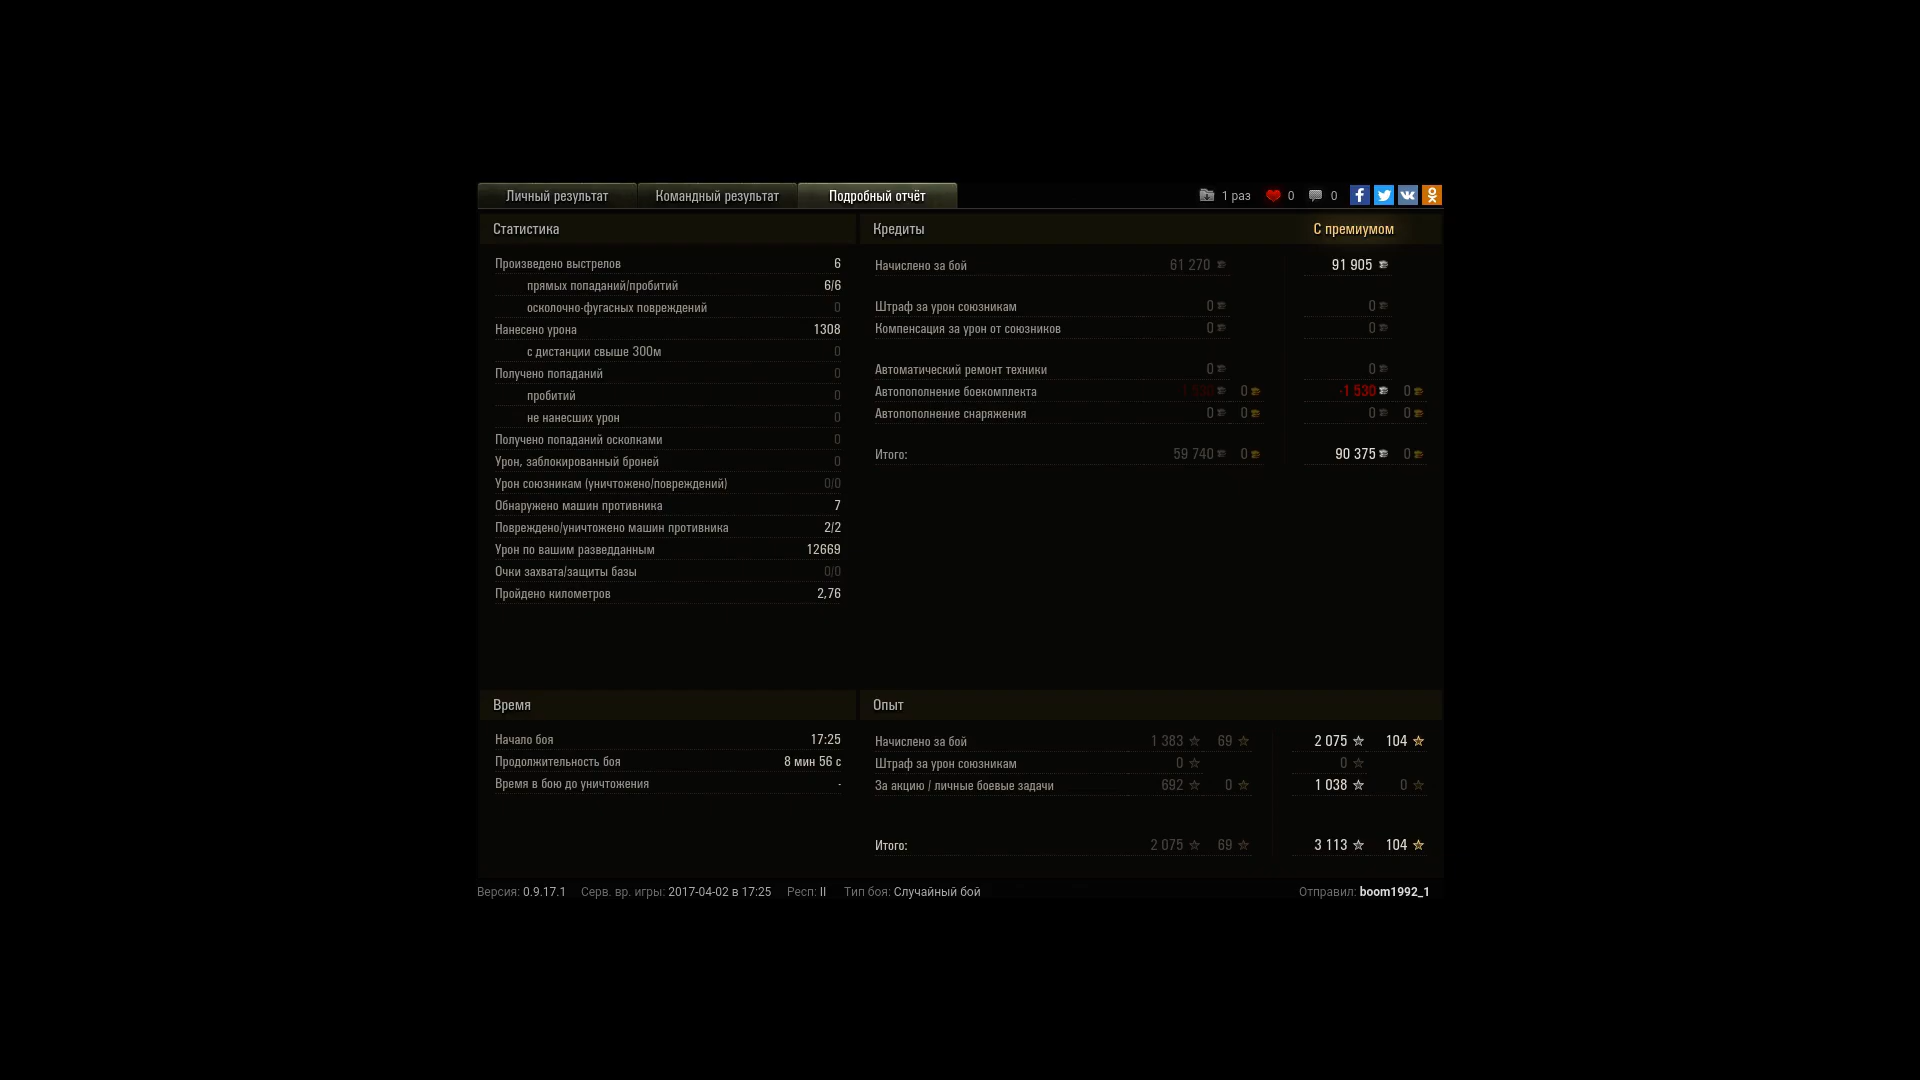 Личный результат Командный результат Подробный отчёт 1 раз 0 0
Статистика
Произведено выстрелов 6
прямых попаданий/пробитий 6/6
осколочно-фугасных повреждений 0
Нанесено урона 1308
с дистанции свыше 300м 0
Получено попаданий 0
пробитий 0
не нанесших урон 0
Получено попаданий осколками 0
Урон, заблокированный броней 0
Урон союзникам (уничтожено/повреждений) 0/0
Обнаружено машин противника 7
Повреждено/уничтожено машин противника 2/2
Урон по вашим разведданным 12669
Очки захвата/защиты базы 0/0
Пройдено километров 2,76
Кредиты С премиумом
Начислено за бой 61 270 91 905
Штраф за урон союзникам 0 0
Компенсация за урон от союзников 0 0
Автоматический ремонт техники 0 0
Автопополнение боекомплекта -1 530 0 -1 530 0
Автопополнение снаряжения 0 0 0 0
Итого: 59 740 0 90 375 0
Время
Начало боя 17:25
Продолжительность боя 8 мин 56 с
Время в бою до уничтожения -
Опыт
Начислено за бой 1 383 69 2 075 104
Штраф за урон союзникам 0 0
За акцию / личные боевые задачи 692 0 1 038 0
Итого: 2 075 69 3 113 104
Версия: 0.9.17.1 Серв. вр. игры: 2017-04-02 в 17:25 Респ: II Тип боя: Случайный бой Отправил: boom1992_1